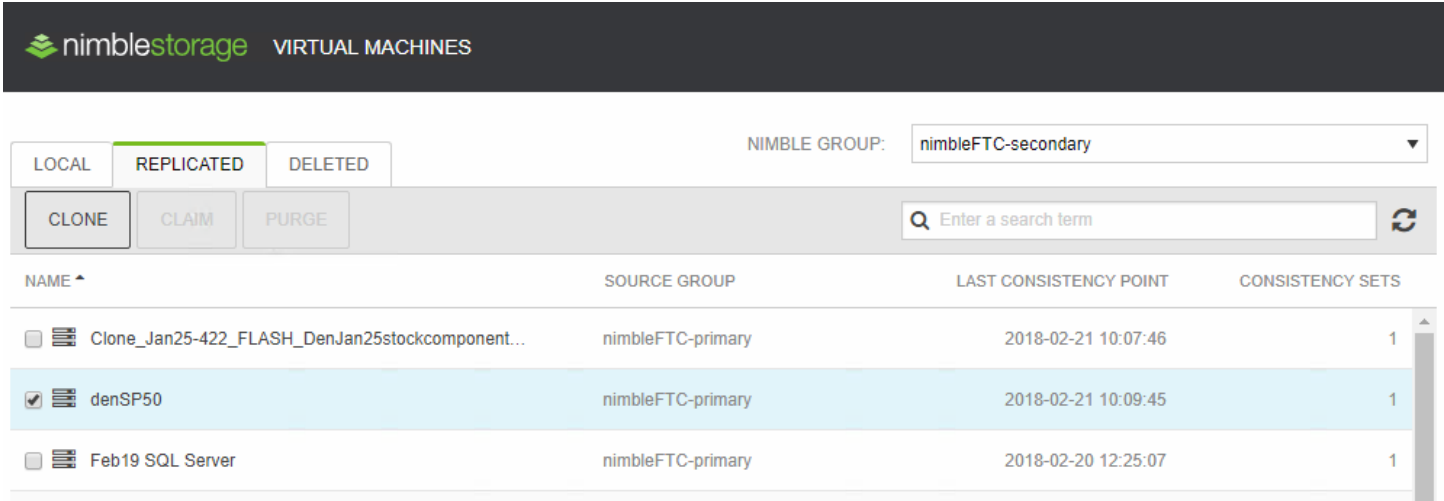 nimblestorage VIRTUAL MACHINES
NIMBLE GROUP: nimbleFTC-secondary
LOCAL REPLICATED DELETED
CLONE CLAIM PURGE Enter a search term
NAME SOURCE GROUP LAST CONSISTENCY POINT CONSISTENCY SETS
Clone_Jan25-422_FLASH_DenJan25stockcomponent... nimbleFTC-primary 2018-02-21 10:07:46 1
denSP50 nimbleFTC-primary 2018-02-21 10:09:45 1
Feb19 SQL Server nimbleFTC-primary 2018-02-20 12:25:07 1